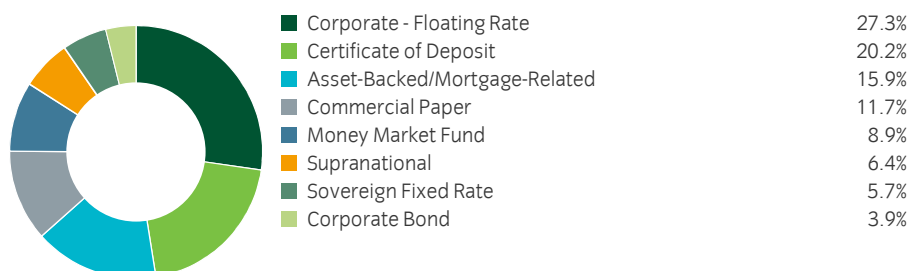 Corporate - Floating Rate 27.3%
Certificate of Deposit 20.2%
Asset-Backed/Mortgage-Related 15.9%
Commercial Paper 11.7%
Money Market Fund 8.9%
Supranational 6.4%
Sovereign Fixed Rate 5.7%
Corporate Bond 3.9%